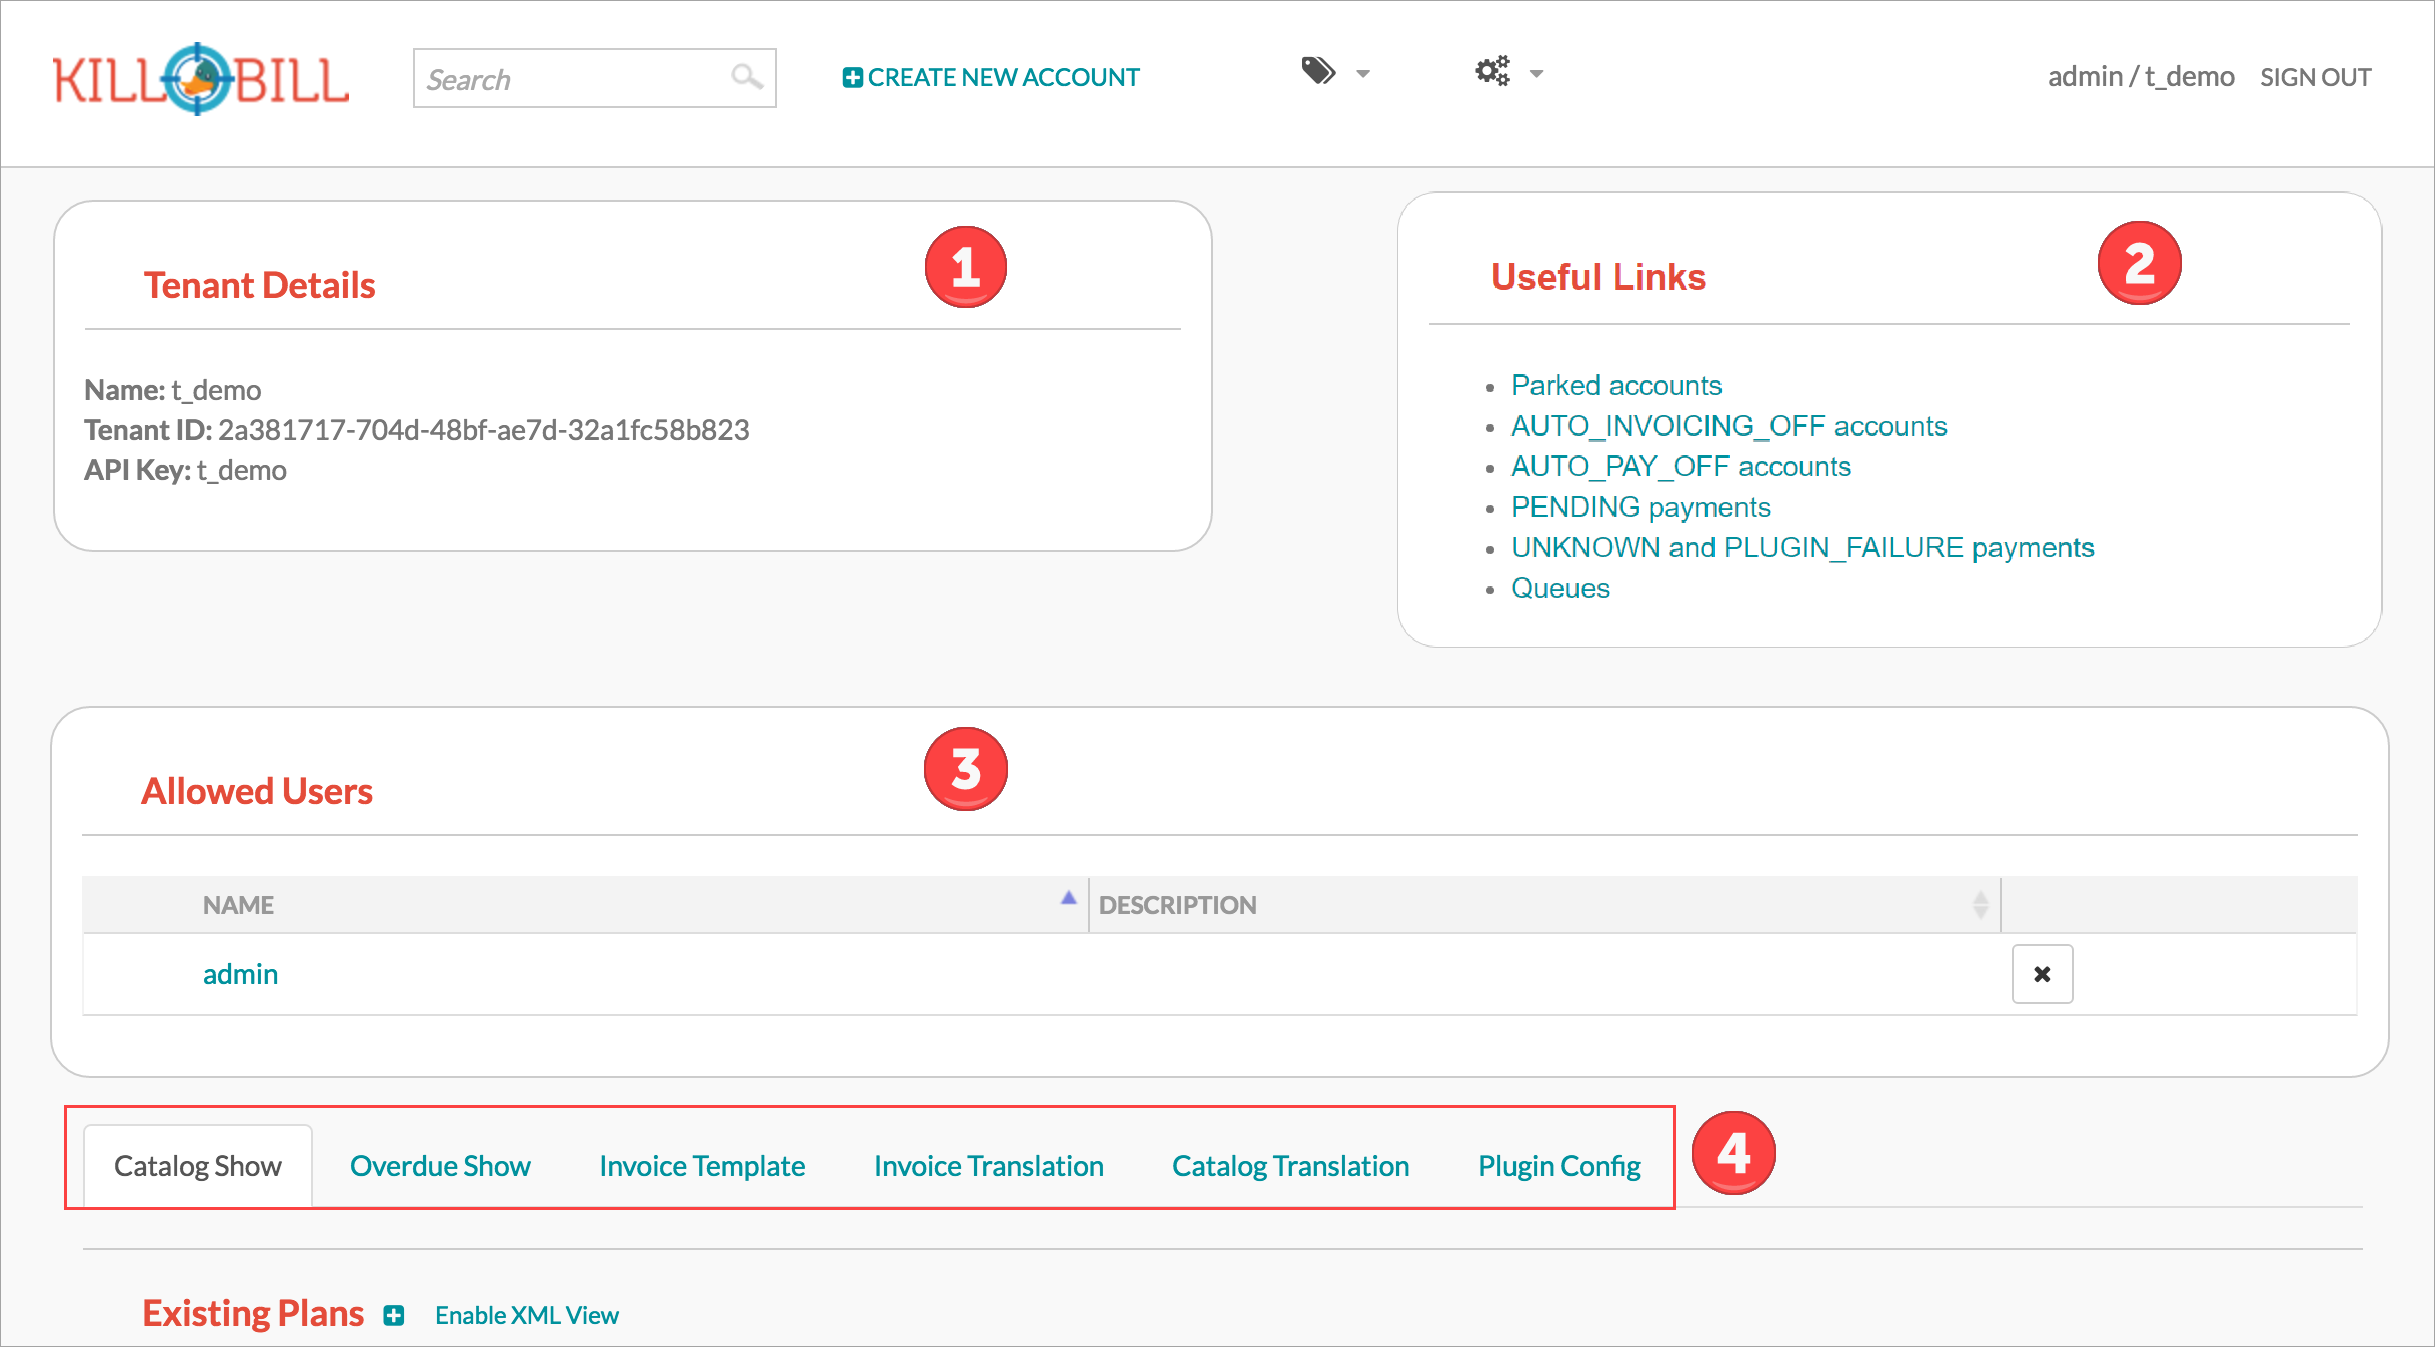 KILL BILL
Search
CREATE NEW ACCOUNT
admin / t_demo
SIGN OUT
Tenant Details
1
Name: t_demo
Tenant ID: 2a381717-704d-48bf-ae7d-32a1fc58b823
API Key: t_demo
Useful Links
2
Parked accounts
AUTO_INVOICING_OFF accounts
AUTO_PAY_OFF accounts
PENDING payments
UNKNOWN and PLUGIN_FAILURE payments
Queues
Allowed Users
3
NAME
DESCRIPTION
admin
Catalog Show
Overdue Show
Invoice Template
Invoice Translation
Catalog Translation
Plugin Config
4
Existing Plans
Enable XML View